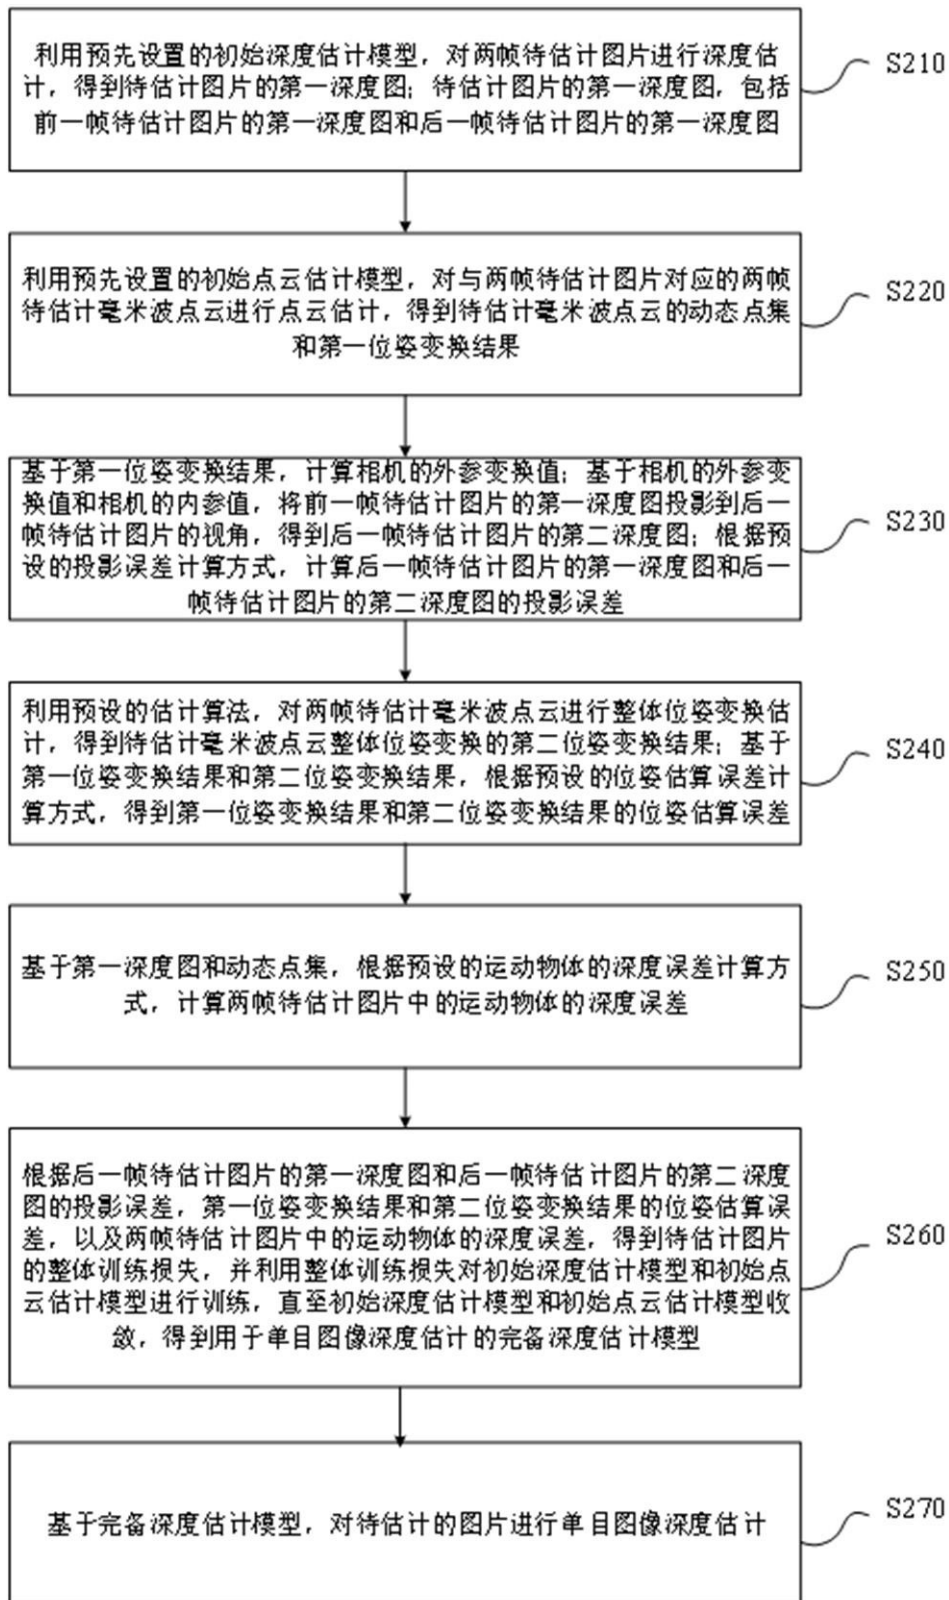 利用预先设置的初始深度估计模型，对两帧待估计图片进行深度估
计，得到待估计图片的第一深度图；待估计图片的第一深度图，包括
前一帧待估计图片的第一深度图和后一帧待估计图片的第一深度图
S210
利用预先设置的初始点云估计模型，对与两帧待估计图片对应的两帧
待估计毫米波点云进行点云估计，得到待估计毫米波点云的动态点集
和第一位姿变换结果
S220
基于第一位姿变换结果，计算相机的外参变换值；基于相机的外参变
换值和相机的内参值，将前一帧待估计图片的第一深度图投影到后一
帧待估计图片的视角，得到后一帧待估计图片的第二深度图；根据预
设的投影误差计算方式，计算后一帧待估计图片的第一深度图和后一
帧待估计图片的第二深度图的投影误差
S230
利用预设的估计算法，对两帧待估计毫米波点云进行整体位姿变换估
计，得到待估计毫米波点云整体位姿变换的第二位姿变换结果；基于
第一位姿变换结果和第二位姿变换结果，根据预设的位姿估算误差计
算方式，得到第一位姿变换结果和第二位姿变换结果的位姿估算误差
S240
基于第一深度图和动态点集，根据预设的运动物体的深度误差计算方
式，计算两帧待估计图片中的运动物体的深度误差
S250
根据后一帧待估计图片的第一深度图和后一帧待估计图片的第二深度
图的投影误差，第一位姿变换结果和第二位姿变换结果的位姿估算误
差，以及两帧待估计图片中的运动物体的深度误差，得到待估计图片
的整体训练损失，并利用整体训练损失对初始深度估计模型和初始点
云估计模型进行训练，直至初始深度估计模型和初始点云估计模型收
敛，得到用于单目图像深度估计的完备深度估计模型
S260
基于完备深度估计模型，对待估计的图片进行单目图像深度估计
S270